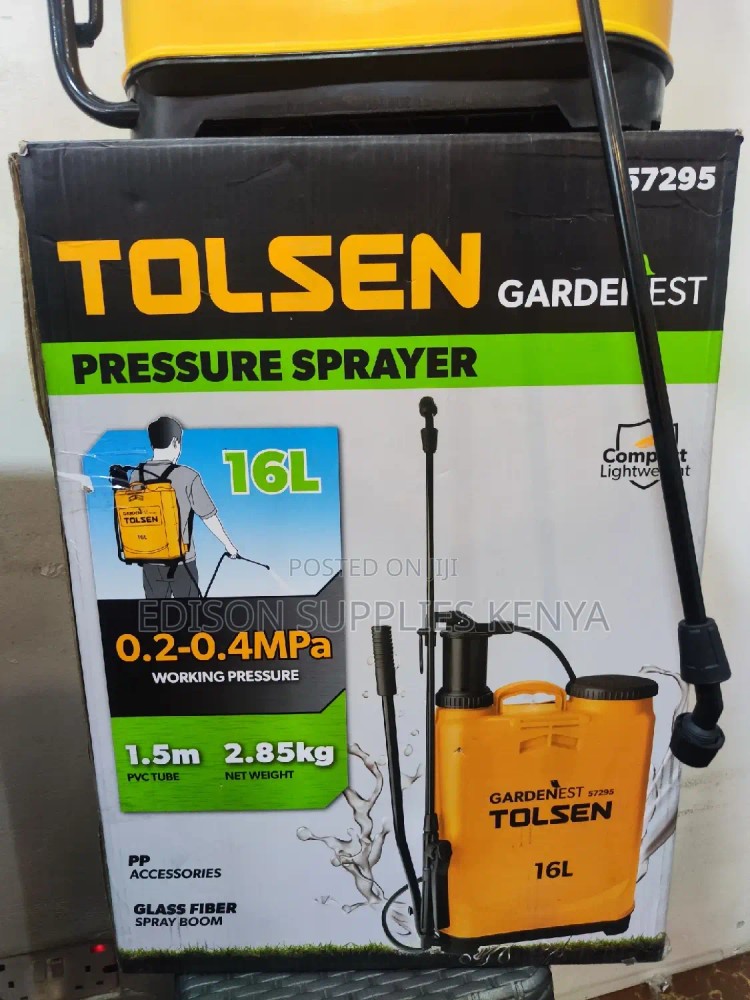 57295
TOLSEN
GARDENEST
PRESSURE SPRAYER
16L
TOLSEN
16L
Compact
Lightweight
POSTED ON JIJI
EDISON SUPPLIES KENYA
0.2-0.4MPa
WORKING PRESSURE
1.5m 2.85kg
PVC TUBE NET WEIGHT
GARDENEST 57295
TOLSEN
16L
PP
ACCESSORIES
GLASS FIBER
SPRAY BOOM